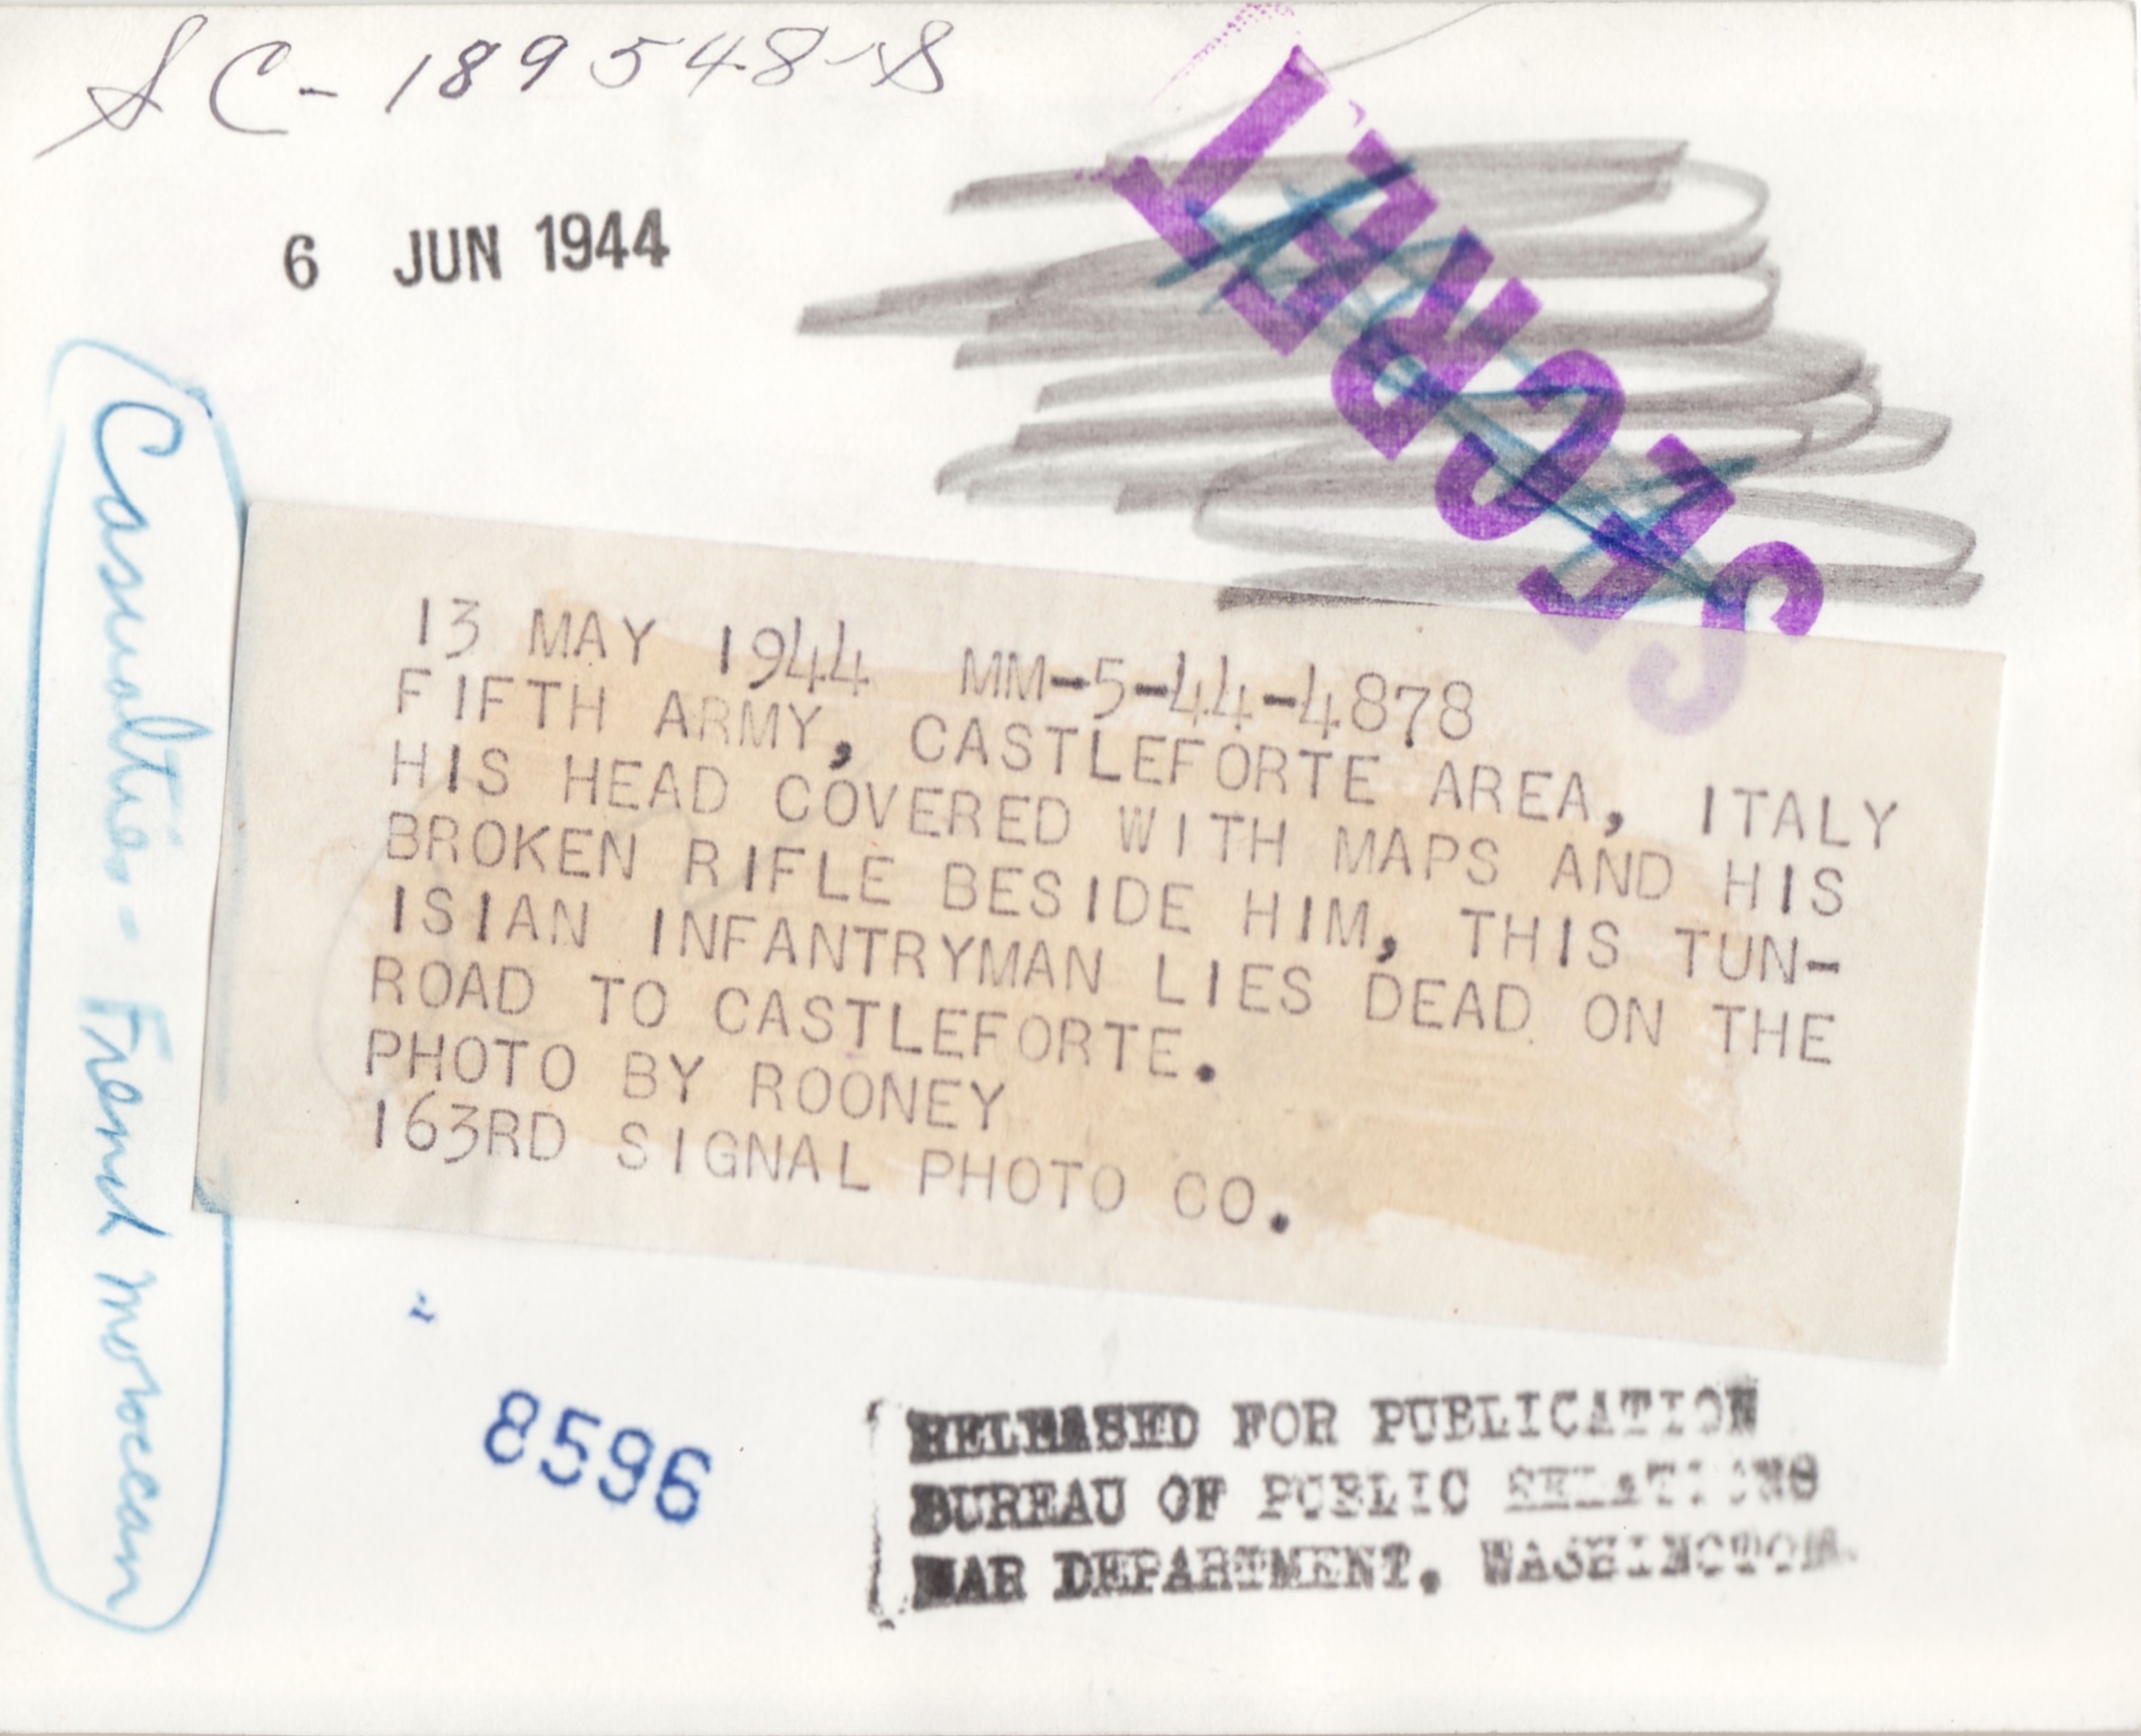 SC-189548-S
SECRET
6 JUN 1944
Casualties - French Moroccan
13 MAY 1944 MM-5-44-4878
FIFTH ARMY, CASTLEFORTE AREA, ITALY
HIS HEAD COVERED WITH MAPS AND HIS
BROKEN RIFLE BESIDE HIM, THIS TUN-
ISIAN INFANTRYMAN LIES DEAD ON THE
ROAD TO CASTLEFORTE.
PHOTO BY ROONEY
163RD SIGNAL PHOTO CO.
8596
RELEASED FOR PUBLICATION
BUREAU OF PUBLIC RELATIONS
WAR DEPARTMENT, WASHINGTON